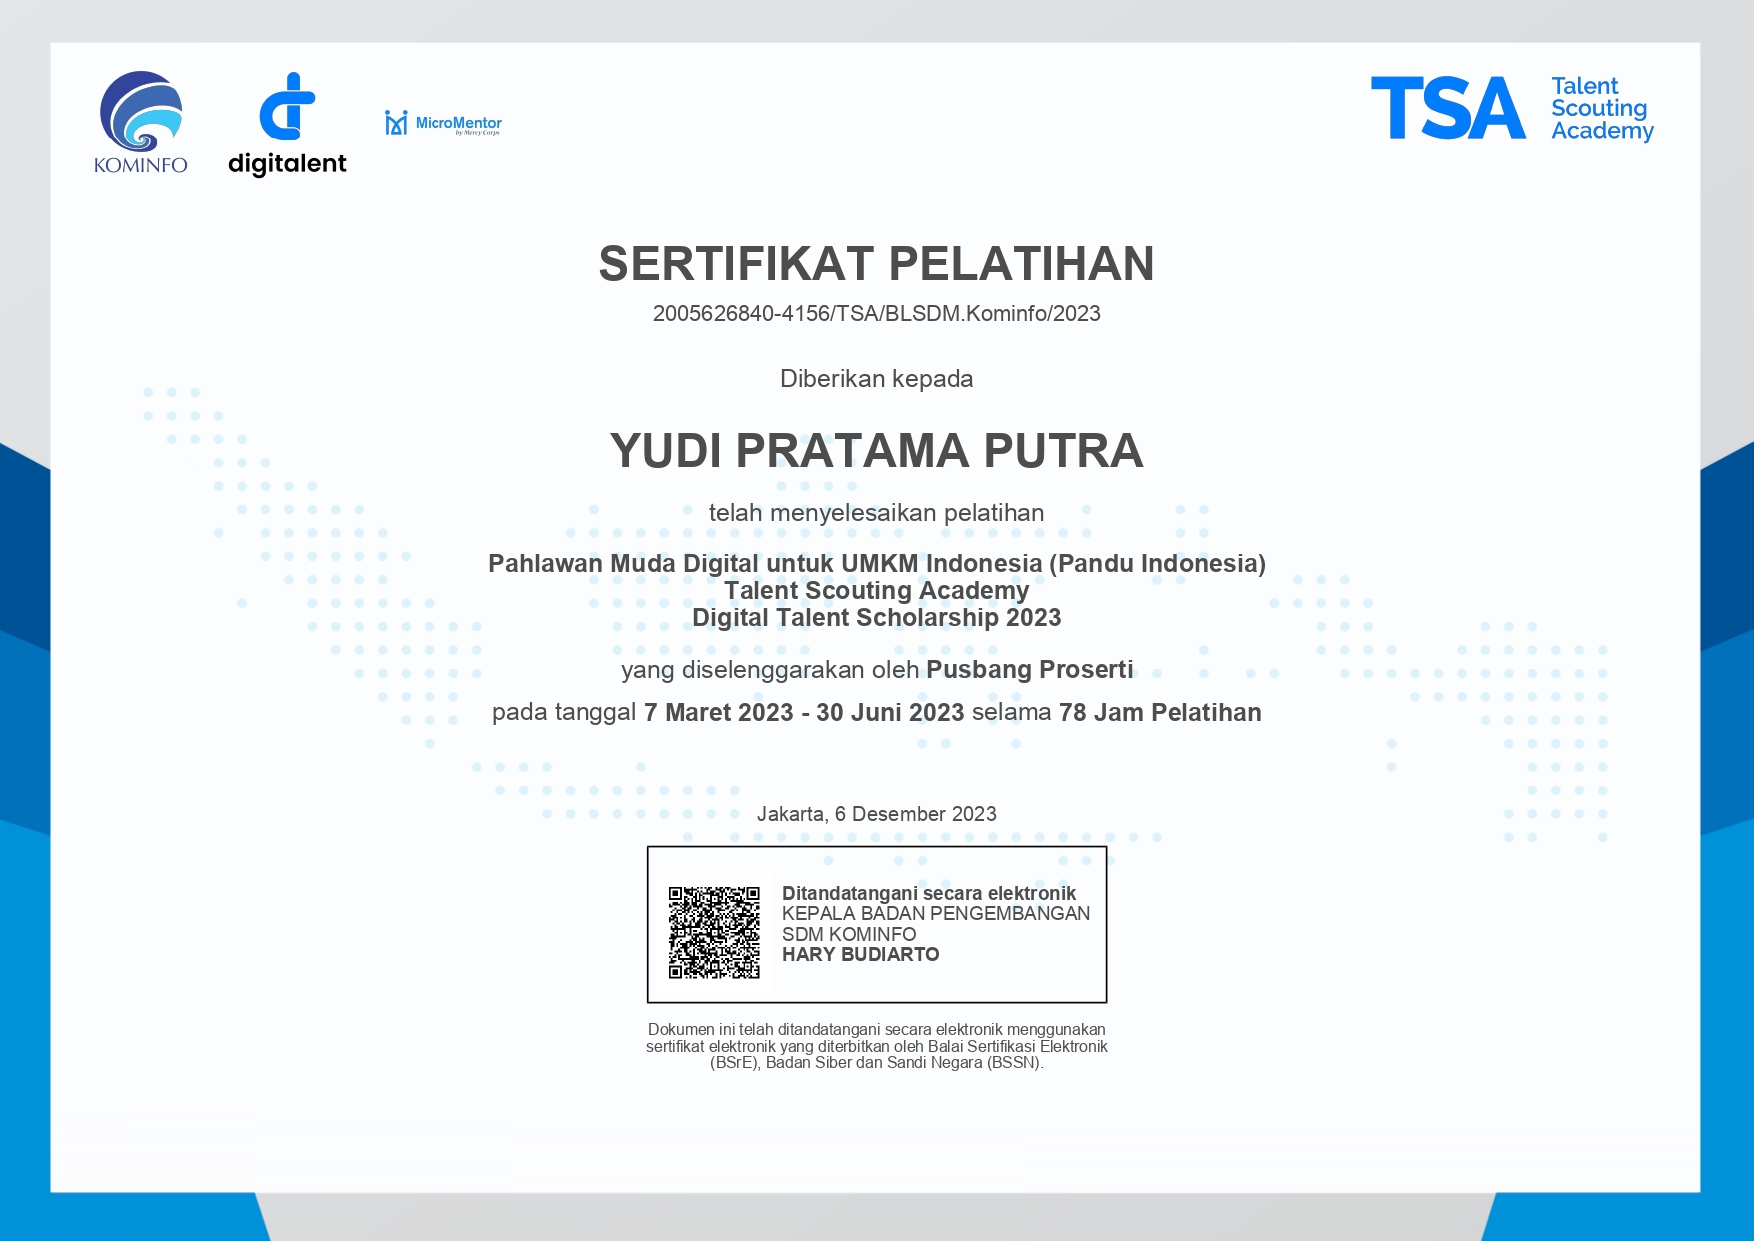 KOMINFO
digitalent
MicroMentor
by Mercy Corps
TSA
Talent
Scouting
Academy
SERTIFIKAT PELATIHAN
2005626840-4156/TSA/BLSDM.Kominfo/2023
Diberikan kepada
YUDI PRATAMA PUTRA
telah menyelesaikan pelatihan
Pahlawan Muda Digital untuk UMKM Indonesia (Pandu Indonesia)
Talent Scouting Academy
Digital Talent Scholarship 2023
yang diselenggarakan oleh Pusbang Proserti
pada tanggal 7 Maret 2023 - 30 Juni 2023 selama 78 Jam Pelatihan
Jakarta, 6 Desember 2023
Ditandatangani secara elektronik
KEPALA BADAN PENGEMBANGAN
SDM KOMINFO
HARY BUDIARTO
Dokumen ini telah ditandatangani secara elektronik menggunakan
sertifikat elektronik yang diterbitkan oleh Balai Sertifikasi Elektronik
(BSrE), Badan Siber dan Sandi Negara (BSSN).